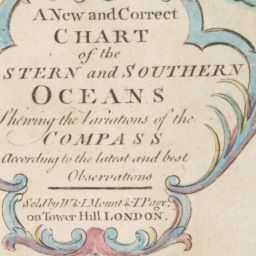 A New and Correct
CHART
of the
STERN and SOUTHERN
OCEANS
Shewing the Variations of the
COMPASS
According to the latest and best
Observations
Sold by W. & I. Mount & T. Page,
on Tower Hill LONDON.